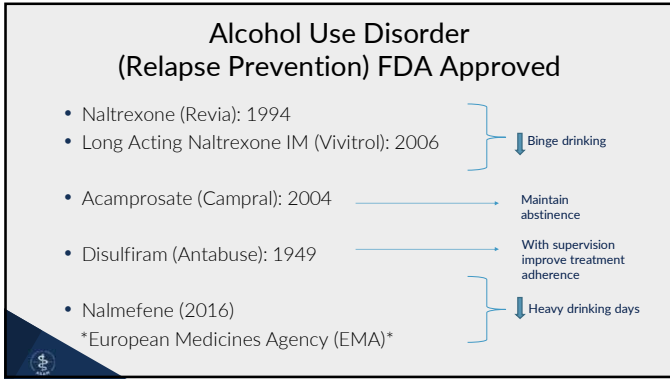 Alcohol Use Disorder
(Relapse Prevention) FDA Approved
• Naltrexone (Revia): 1994
• Long Acting Naltrexone IM (Vivitrol): 2006
Binge drinking
• Acamprosate (Campral): 2004
Maintain
abstinence
• Disulfiram (Antabuse): 1949
With supervision
improve treatment
adherence
• Nalmefene (2016)
*European Medicines Agency (EMA)*
Heavy drinking days